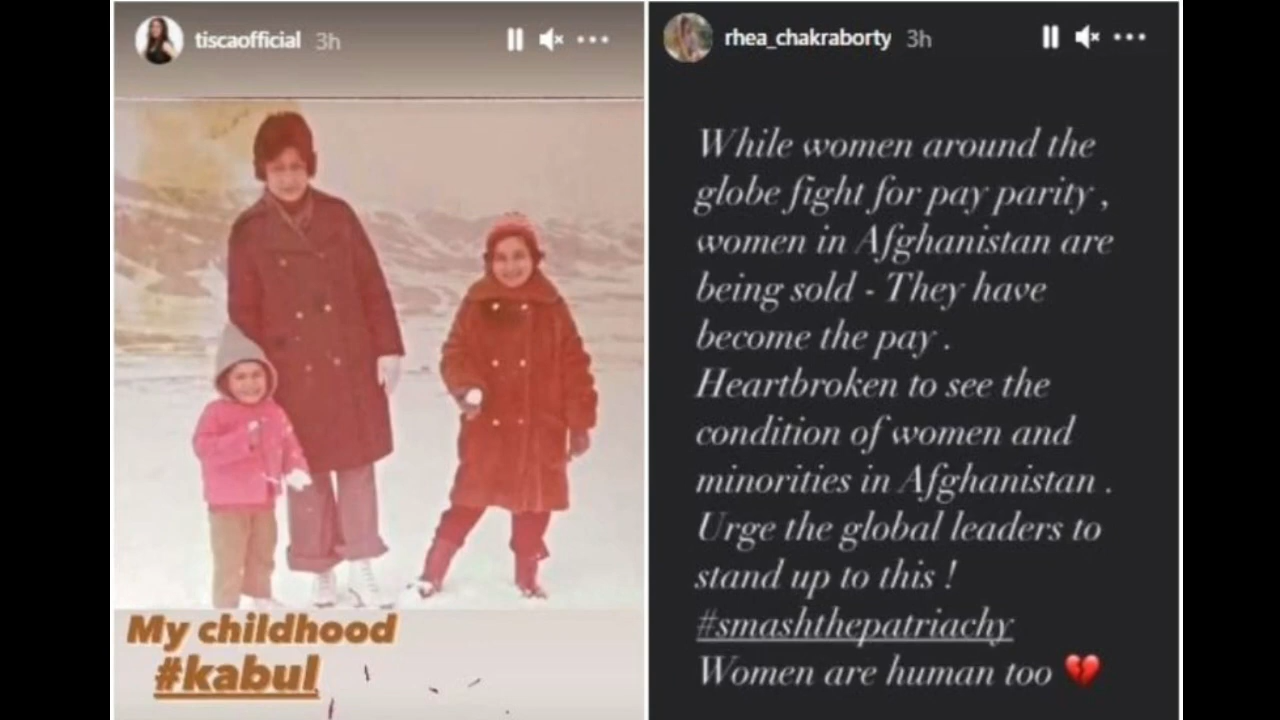 tiscaofficial 3h
My childhood
#kabul
rhea_chakraborty 3h
While women around the
globe fight for pay parity ,
women in Afghanistan are
being sold - They have
become the pay .
Heartbroken to see the
condition of women and
minorities in Afghanistan .
Urge the global leaders to
stand up to this !
#smashthepatriachy
Women are human too 💔